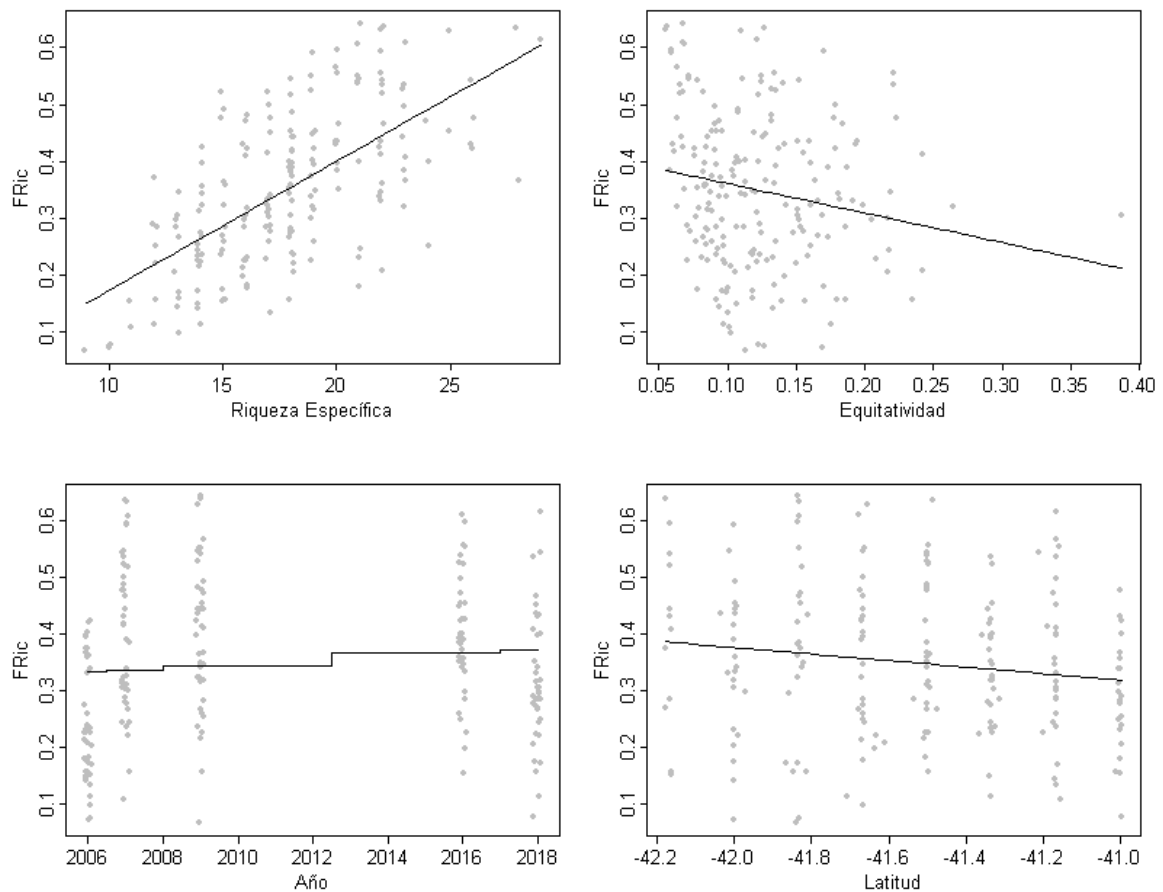 FRic
0.1 0.2 0.3 0.4 0.5 0.6
10 15 20 25
Riqueza Específica
FRic
0.1 0.2 0.3 0.4 0.5 0.6
0.05 0.10 0.15 0.20 0.25 0.30 0.35 0.40
Equitatividad
FRic
0.1 0.2 0.3 0.4 0.5 0.6
2006 2008 2010 2012 2014 2016 2018
Año
FRic
0.1 0.2 0.3 0.4 0.5 0.6
-42.2 -42.0 -41.8 -41.6 -41.4 -41.2 -41.0
Latitud